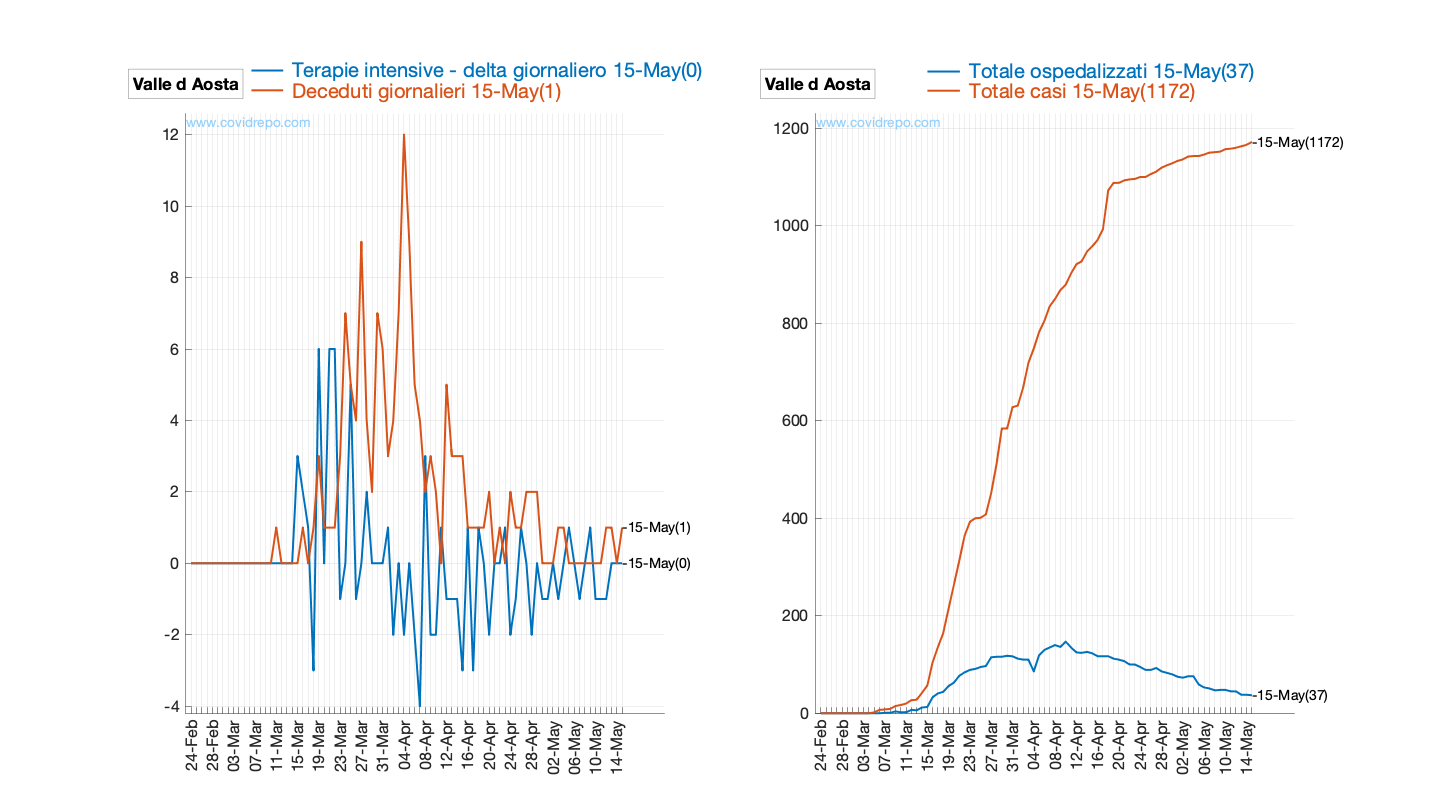 Valle d Aosta
Terapie intensive - delta giornaliero 15-May(0)
Deceduti giornalieri 15-May(1)
www.covidrepo.com
12
10
8
6
4
2
0
-2
-4
15-May(1)
15-May(0)
24-Feb
28-Feb
03-Mar
07-Mar
11-Mar
15-Mar
19-Mar
23-Mar
27-Mar
31-Mar
04-Apr
08-Apr
12-Apr
16-Apr
20-Apr
24-Apr
28-Apr
02-May
06-May
10-May
14-May
Valle d Aosta
Totale ospedalizzati 15-May(37)
Totale casi 15-May(1172)
www.covidrepo.com
1200
1000
800
600
400
200
0
15-May(1172)
15-May(37)
24-Feb
28-Feb
03-Mar
07-Mar
11-Mar
15-Mar
19-Mar
23-Mar
27-Mar
31-Mar
04-Apr
08-Apr
12-Apr
16-Apr
20-Apr
24-Apr
28-Apr
02-May
06-May
10-May
14-May